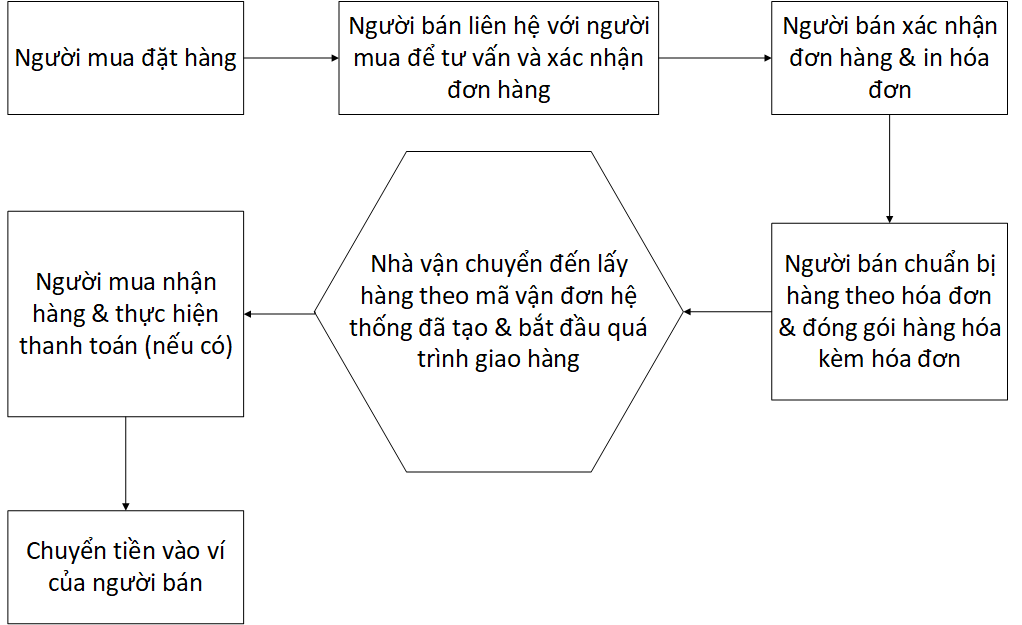 Người mua đặt hàng
Người bán liên hệ với người
mua để tư vấn và xác nhận
đơn hàng
Người bán xác nhận
đơn hàng & in hóa
đơn
Người bán chuẩn bị
hàng theo hóa đơn
& đóng gói hàng hóa
kèm hóa đơn
Nhà vận chuyển đến lấy
hàng theo mã vận đơn hệ
thống đã tạo & bắt đầu quá
trình giao hàng
Người mua nhận
hàng & thực hiện
thanh toán (nếu có)
Chuyển tiền vào ví
của người bán